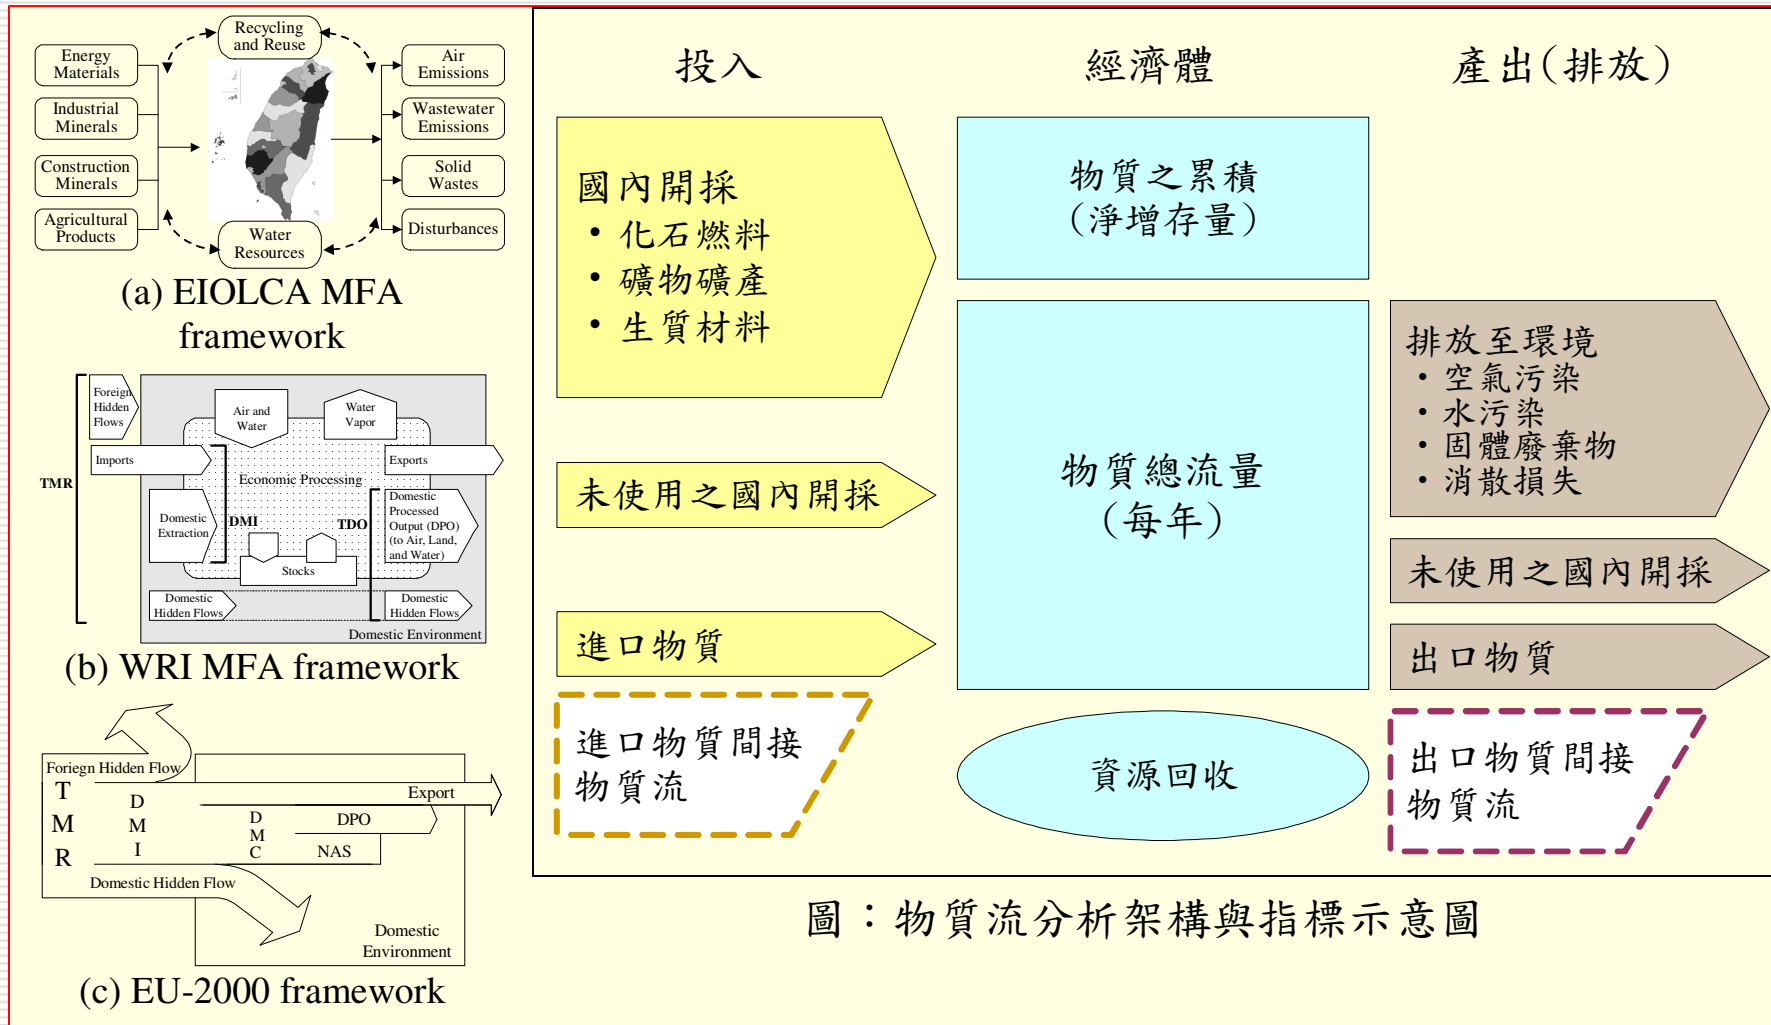 Recycling
and Reuse
Energy
Materials
Industrial
Minerals
Construction
Minerals
Agricultural
Products
Water
Resources
Air
Emissions
Wastewater
Emissions
Solid
Wastes
Disturbances
(a) EIOLCA MFA
framework
TMR
Foreign
Hidden
Flows
Air and
Water
Water
Vapor
Imports
Exports
Economic Processing
Domestic
Extraction
DMI
TDO
Domestic
Processed
Output (DPO)
(to Air, Land,
and Water)
Stocks
Domestic
Hidden Flows
Domestic
Hidden Flows
Domestic Environment
(b) WRI MFA framework
Foriegn Hidden Flow
T
M
R
D
M
I
D
M
C
Export
DPO
NAS
Domestic Hidden Flow
Domestic
Environment
(c) EU-2000 framework
投入
經濟體
產出(排放)
國內開採
・化石燃料
・礦物礦產
・生質材料
未使用之國內開採
進口物質
進口物質間接
物質流
物質之累積
(淨增存量)
物質總流量
(每年)
資源回收
排放至環境
・空氣污染
・水污染
・固體廢棄物
・消散損失
未使用之國內開採
出口物質
出口物質間接
物質流
圖：物質流分析架構與指標示意圖